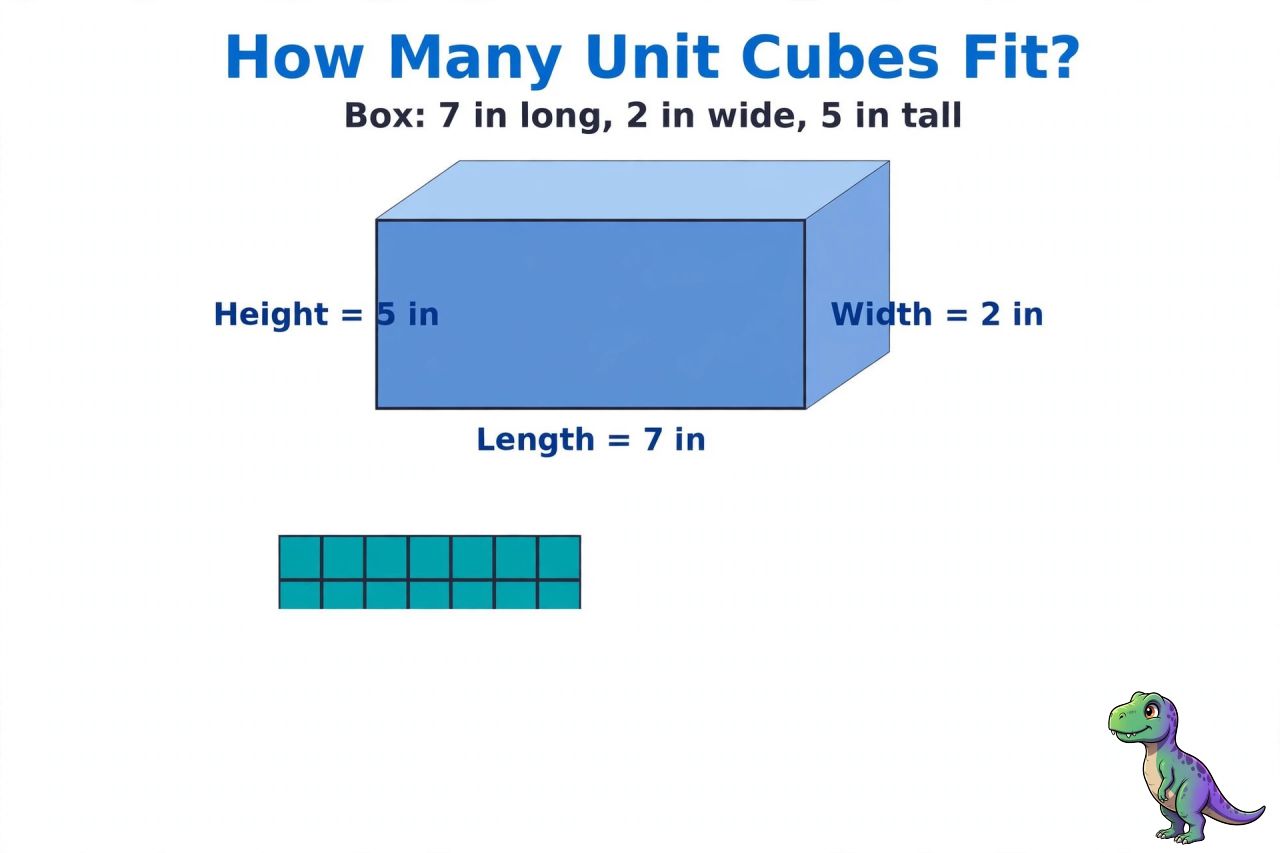 How Many Unit Cubes Fit?
Box: 7 in long, 2 in wide, 5 in tall
Height = 5 in
Width = 2 in
Length = 7 in